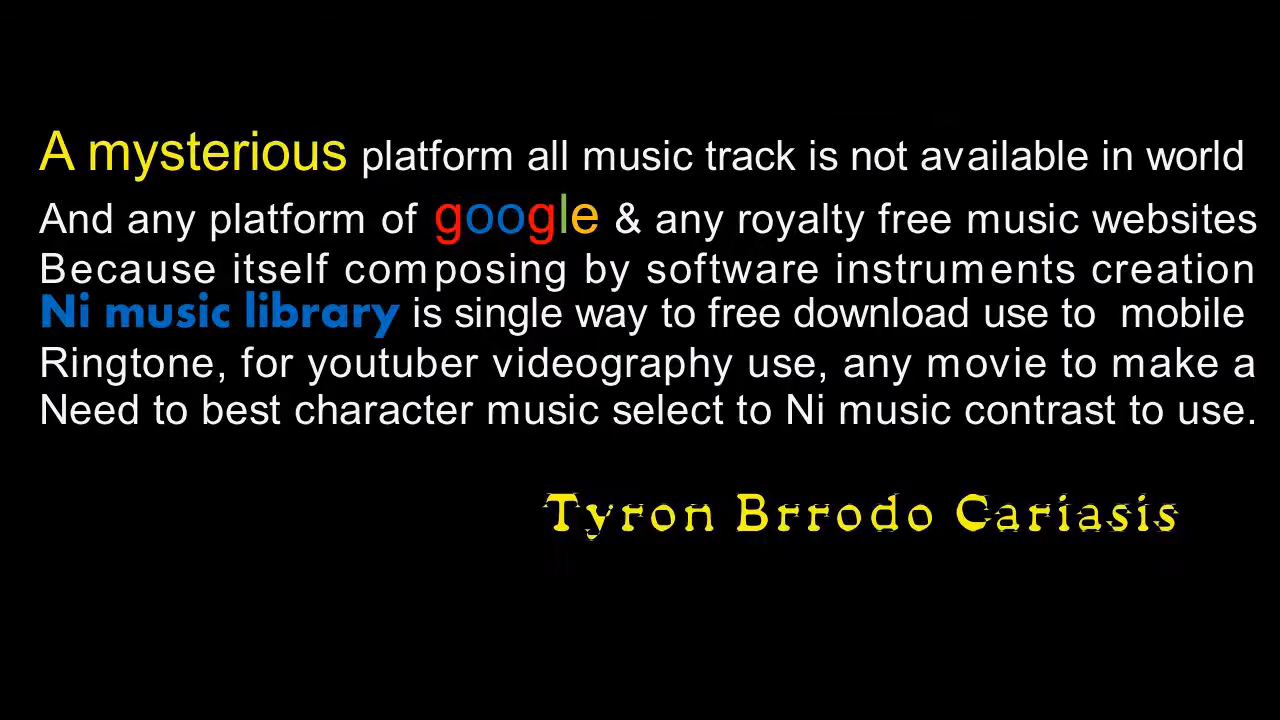 A mysterious platform all music track is not available in world
And any platform of google & any royalty free music websites
Because itself composing by software instruments creation
Ni music library is single way to free download use to mobile
Ringtone, for youtuber videography use, any movie to make a
Need to best character music select to Ni music contrast to use.
Tyron Brrodo Cariasis